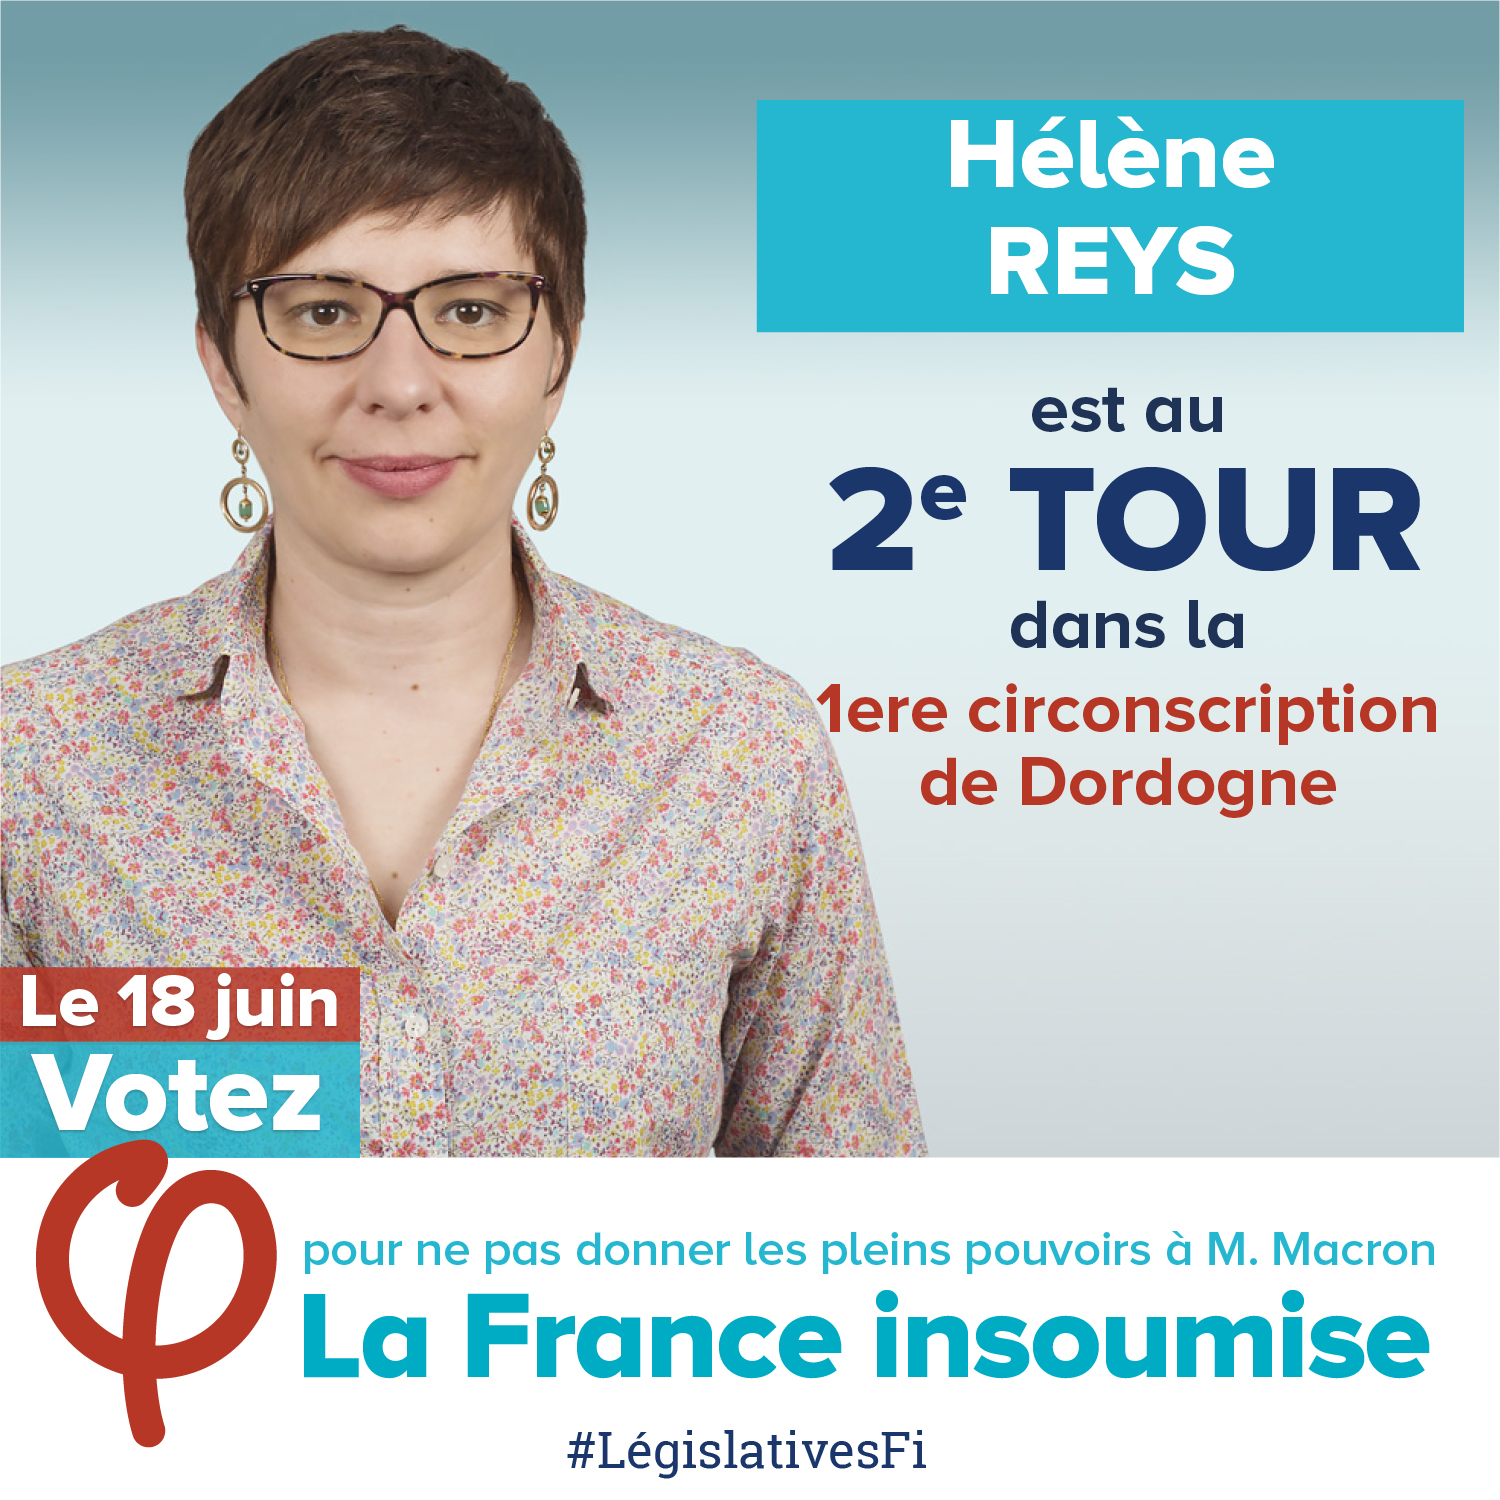 Hélène
REYS
est au
2e TOUR
dans la
1ere circonscription
de Dordogne
Le 18 juin
Votez
pour ne pas donner les pleins pouvoirs à M. Macron
La France insoumise
#LégislativesFi